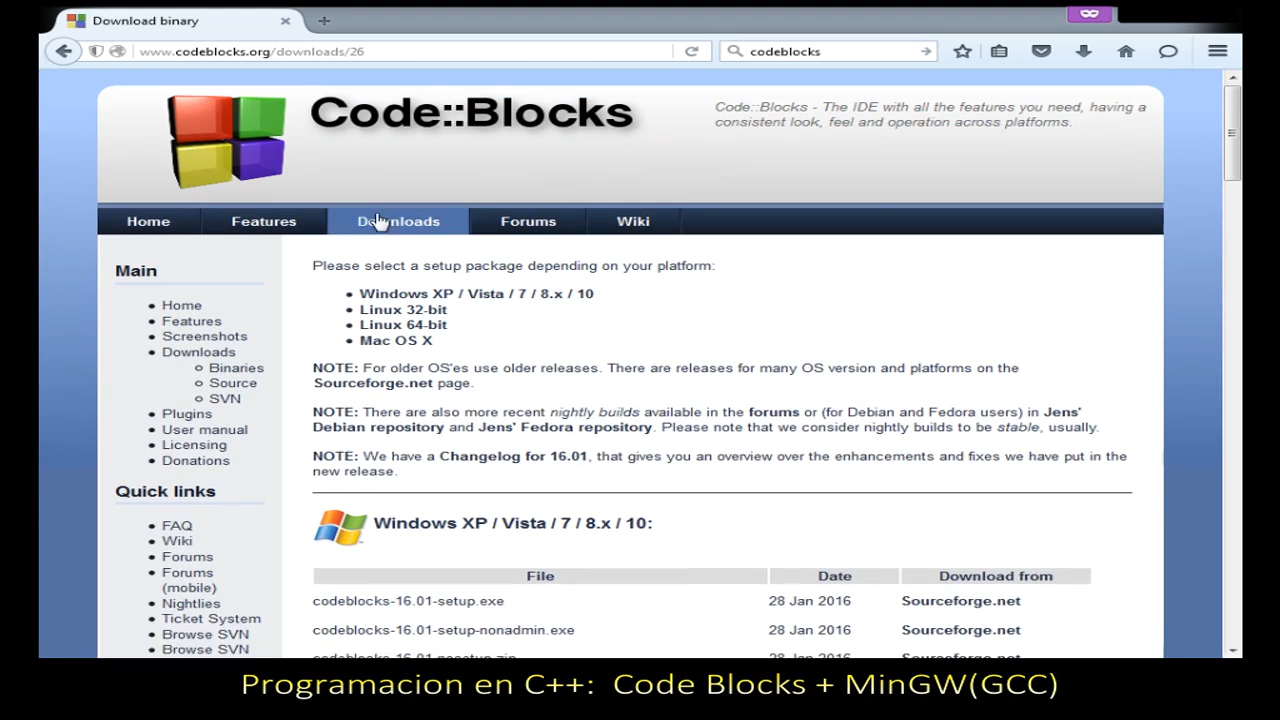 Download binary
www.codeblocks.org/downloads/26
codeblocks
Code::Blocks
Code::Blocks - The IDE with all the features you need, having a
consistent look, feel and operation across platforms.
Home Features Downloads Forums Wiki
Main
Home
Features
Screenshots
Downloads
Binaries
Source
SVN
Plugins
User manual
Licensing
Donations
Quick links
FAQ
Wiki
Forums
Forums
(mobile)
Nightlies
Ticket System
Browse SVN
Browse SVN
Please select a setup package depending on your platform:
Windows XP / Vista / 7 / 8.x / 10
Linux 32-bit
Linux 64-bit
Mac OS X
NOTE: For older OS'es use older releases. There are releases for many OS version and platforms on the
Sourceforge.net page.
NOTE: There are also more recent nightly builds available in the forums or (for Debian and Fedora users) in Jens'
Debian repository and Jens' Fedora repository. Please note that we consider nightly builds to be stable, usually.
NOTE: We have a Changelog for 16.01, that gives you an overview over the enhancements and fixes we have put in the
new release.
Windows XP / Vista / 7 / 8.x / 10:
File Date Download from
codeblocks-16.01-setup.exe 28 Jan 2016 Sourceforge.net
codeblocks-16.01-setup-nonadmin.exe 28 Jan 2016 Sourceforge.net
codeblocks-16.01-nosetup.zip 28 Jan 2016 Sourceforge.net
Programacion en C++: Code Blocks + MinGW(GCC)